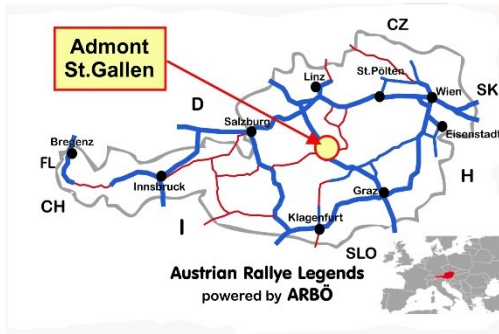 Admont
St.Gallen
CZ
Linz
St.Pölten
Wien
SK
D
Salzburg
Eisenstadt
Bregenz
FL
Innsbruck
H
Graz
CH
I
Klagenfurt
SLO
Austrian Rallye Legends
powered by ARBÖ